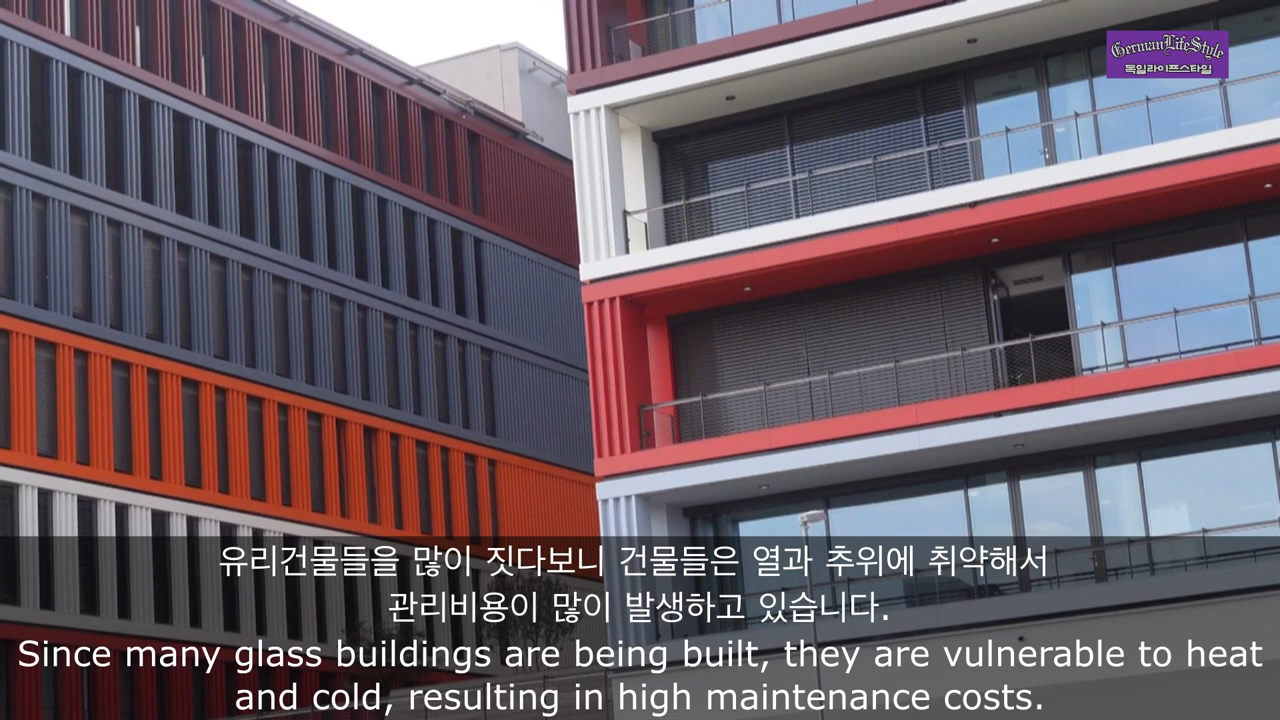 GermanLifeStyle
독일라이프스타일
유리건물들을 많이 짓다보니 건물들은 열과 추위에 취약해서
관리비용이 많이 발생하고 있습니다.
Since many glass buildings are being built, they are vulnerable to heat
and cold, resulting in high maintenance costs.